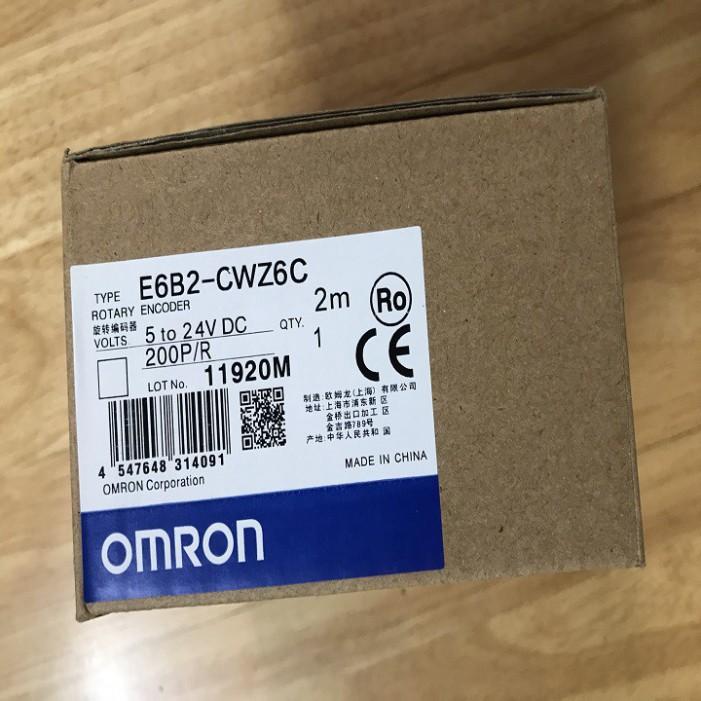 TYPE E6B2-CWZ6C
ROTARY ENCODER 2m
旋转编码器
VOLTS. 5 to 24V DC QTY. 1
200P/R
LOT No. 11920M
Ro
CE
制造: 欧姆龙(上海)有限公司
地址: 上海市浦东新区
金桥出口加工区
金吉路789号
产地: 中华人民共和国
4 547648 314091
MADE IN CHINA
OMRON Corporation
OMRON